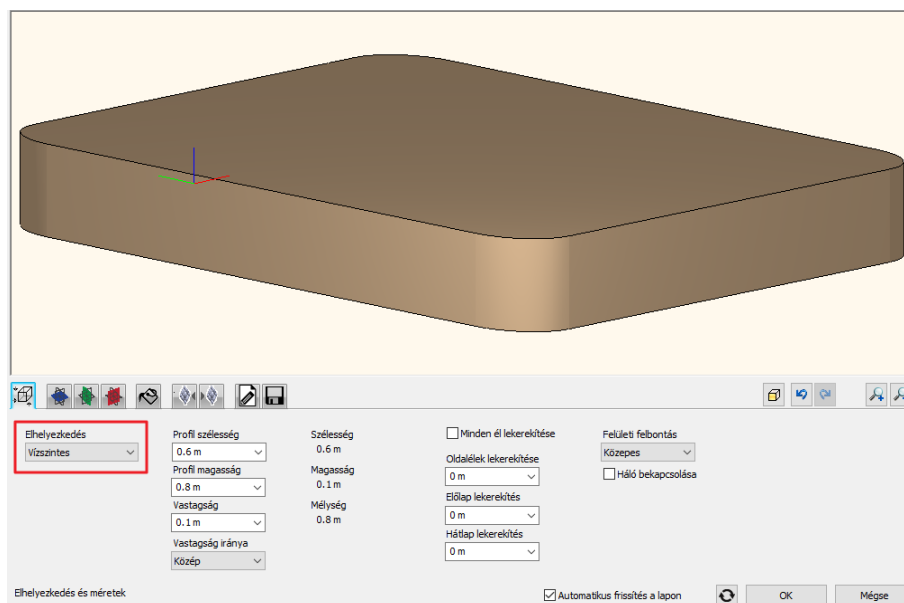 Elhelyezkedés
Vízszintes
Profil szélesség
0.6 m
Profil magasság
0.8 m
Vastagság
0.1 m
Vastagság iránya
Közép
Szélesség
0.6 m
Magasság
0.1 m
Mélység
0.8 m
Minden él lekerekítése
Oldalélek lekerekítése
0 m
Előlap lekerekítés
0 m
Hátlap lekerekítés
0 m
Felületi felbontás
Közepes
Háló bekapcsolása
Elhelyezkedés és méretek
Automatikus frissítés a lapon
OK
Mégse